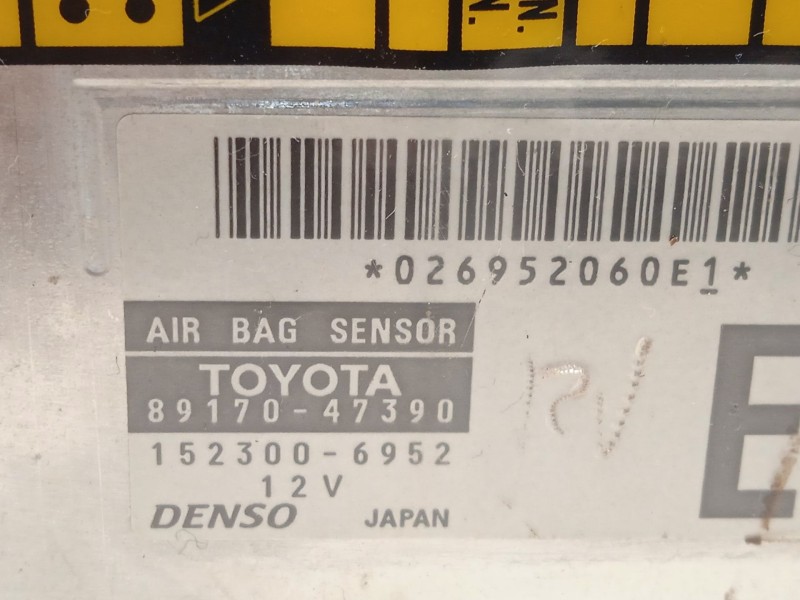 N.
N.
*026952060E1*
AIR BAG SENSOR
TOYOTA
89170-47390
152300-6952
12V
DENSO JAPAN
E